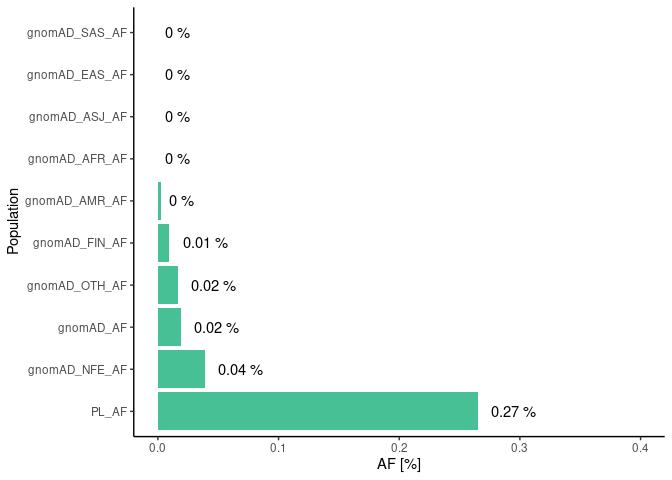 gnomAD_SAS_AF 0 %
gnomAD_EAS_AF 0 %
gnomAD_ASJ_AF 0 %
gnomAD_AFR_AF 0 %
gnomAD_AMR_AF 0 %
gnomAD_FIN_AF 0.01 %
gnomAD_OTH_AF 0.02 %
gnomAD_AF 0.02 %
gnomAD_NFE_AF 0.04 %
PL_AF 0.27 %
Population
0.0 0.1 0.2 0.3 0.4
AF [%]